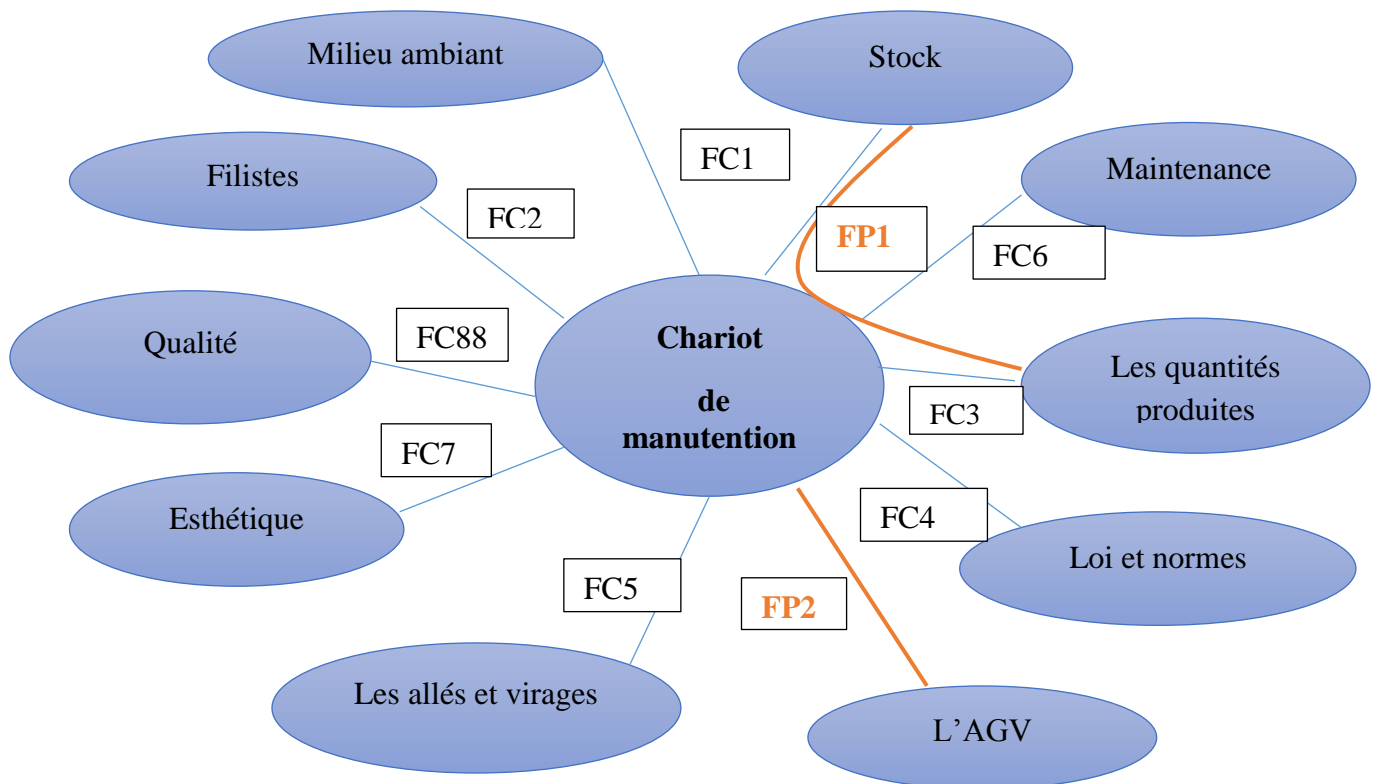 Milieu ambiant
Stock
FC1
Filistes
Maintenance
FC2
FP1
FC6
Qualité
FC88
Chariot
de
manutention
Les quantités
produites
FC3
FC7
Esthétique
FC4
Loi et normes
FC5
FP2
Les allés et virages
L’AGV